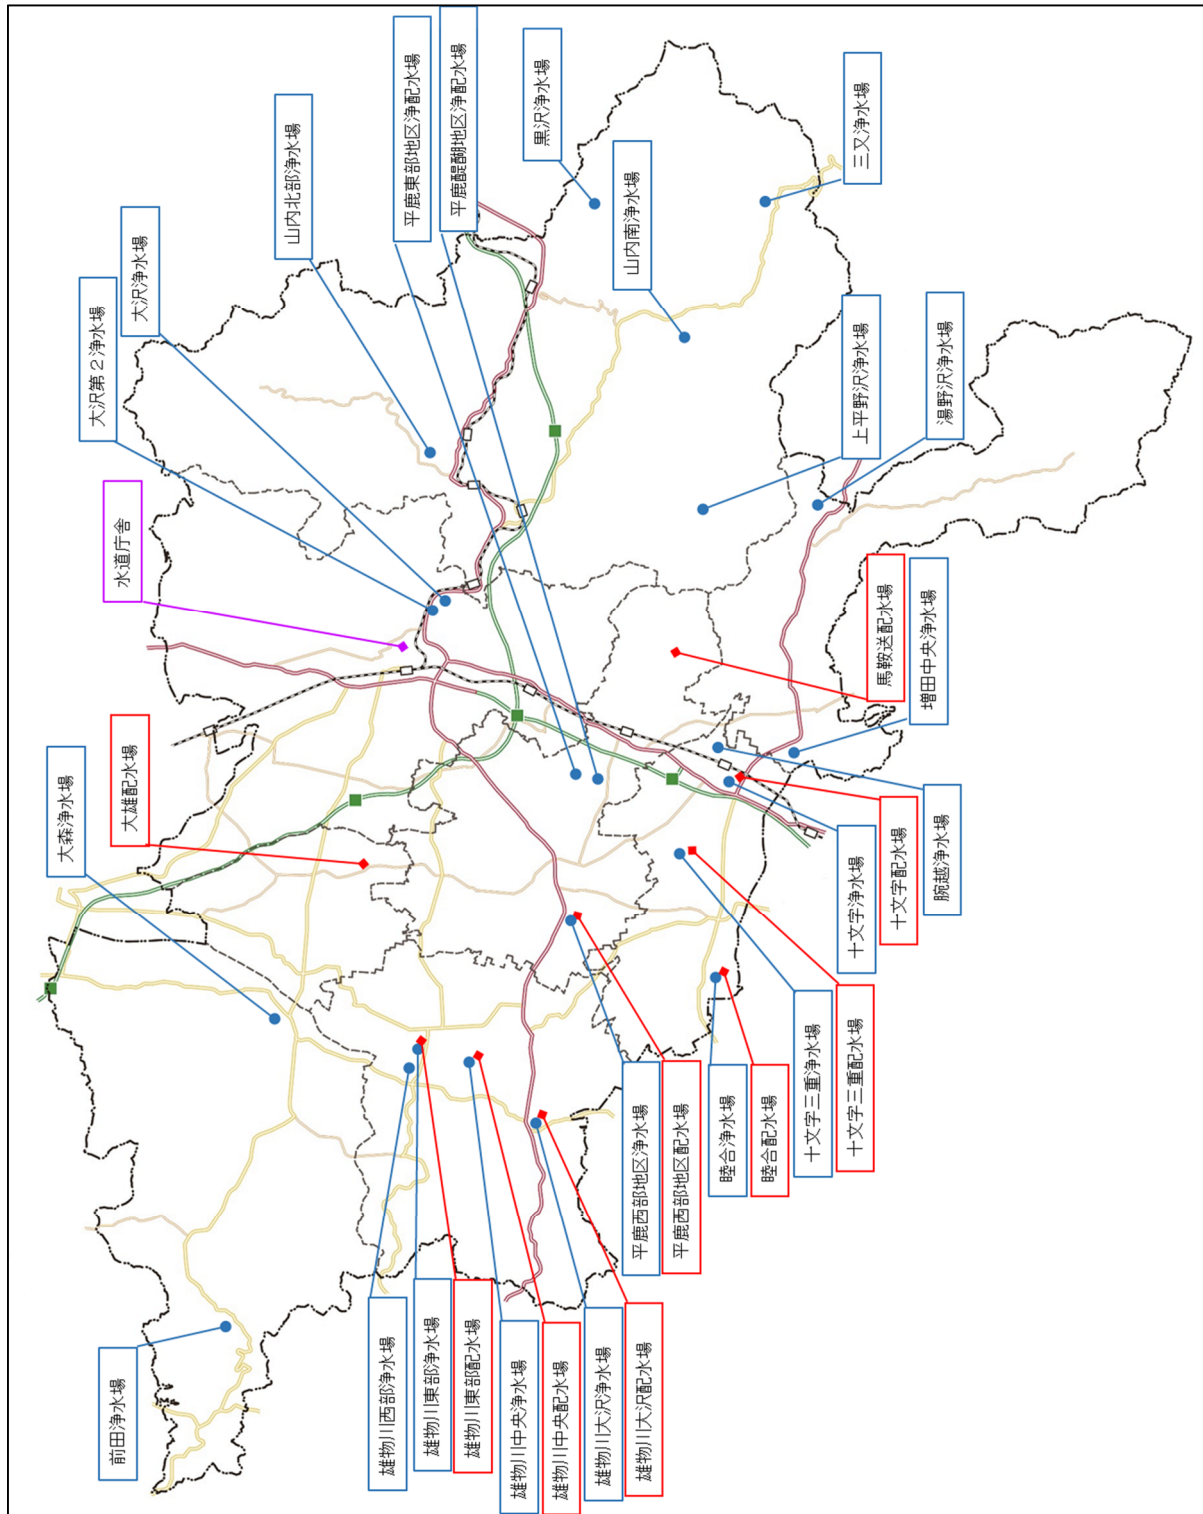 平鹿東部地区浄配水場
平鹿醍醐地区浄配水場
黒沢浄水場
三又浄水場
山内北部浄水場
山内南浄水場
大沢浄水場
大沢第2浄水場
上平野沢浄水場
湯野沢浄水場
水道庁舎
馬鞍送配水場
増田中央浄水場
大雄配水場
大森浄水場
十文字浄水場
十文字配水場
腕越浄水場
平鹿西部地区浄水場
平鹿西部地区配水場
睦合浄水場
睦合配水場
十文字三重浄水場
十文字三重配水場
前田浄水場
雄物川西部浄水場
雄物川東部浄水場
雄物川東部配水場
雄物川中央浄水場
雄物川中央配水場
雄物川大沢浄水場
雄物川大沢配水場